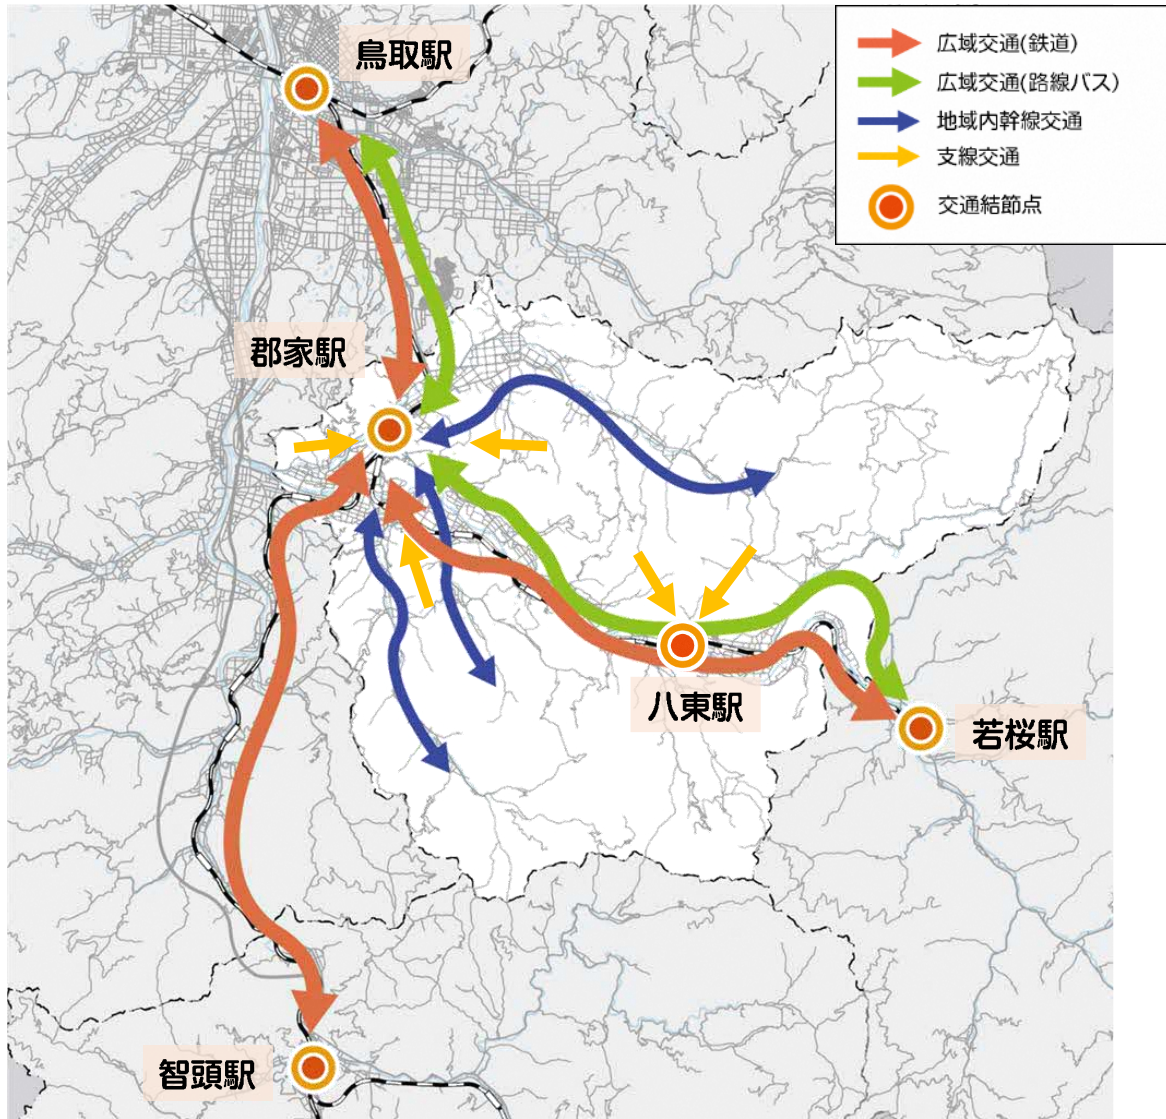 鳥取駅
広域交通(鉄道)
広域交通(路線バス)
地域内幹線交通
支線交通
交通結節点
郡家駅
八東駅
若桜駅
智頭駅